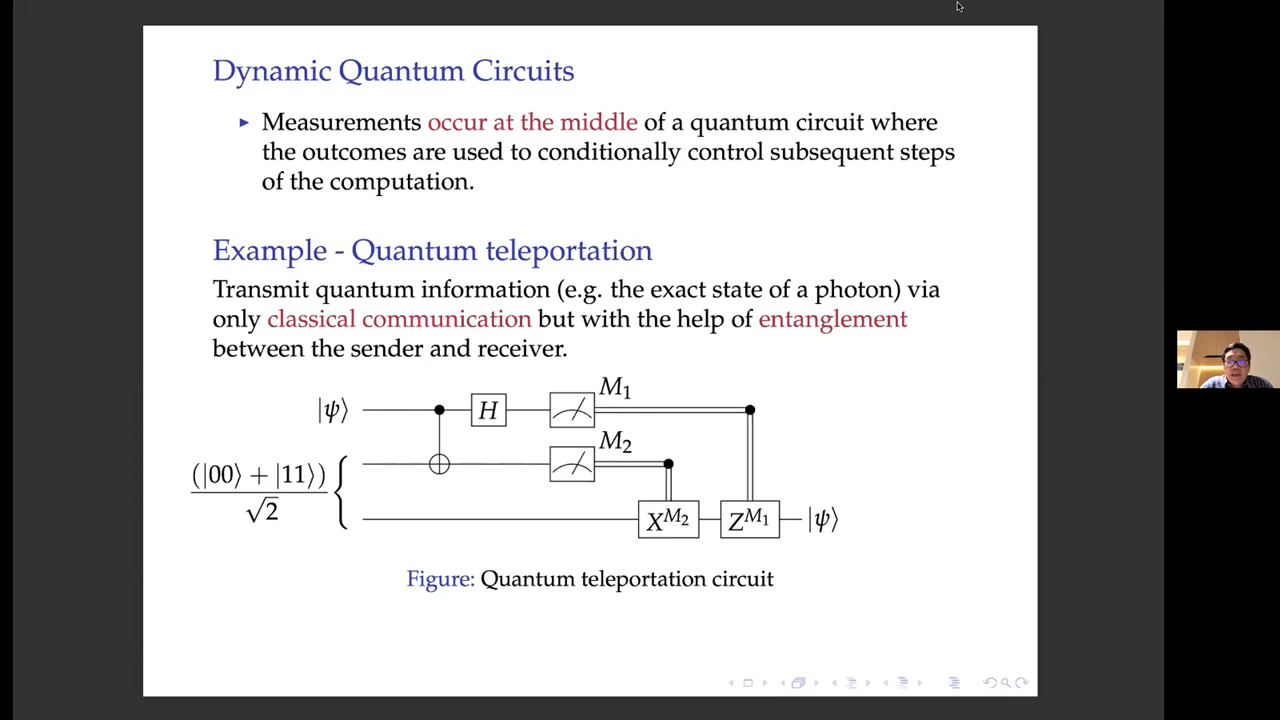 Dynamic Quantum Circuits
▶ Measurements occur at the middle of a quantum circuit where
the outcomes are used to conditionally control subsequent steps
of the computation.
Example - Quantum teleportation
Transmit quantum information (e.g. the exact state of a photon) via
only classical communication but with the help of entanglement
between the sender and receiver.
|ψ⟩ H M₁
M₂
(|00⟩ + |11⟩)
√2
X^M₂ Z^M₁ |ψ⟩
Figure: Quantum teleportation circuit